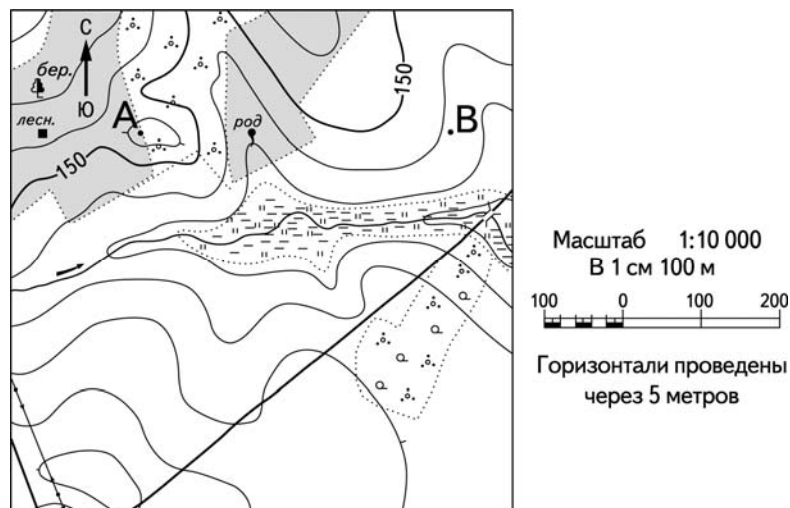 С
бер.
Ю
лесн.
А
род
150
В
150
Масштаб 1:10 000
В 1 см 100 м
100 0 100 200
Горизонтали проведены
через 5 метров